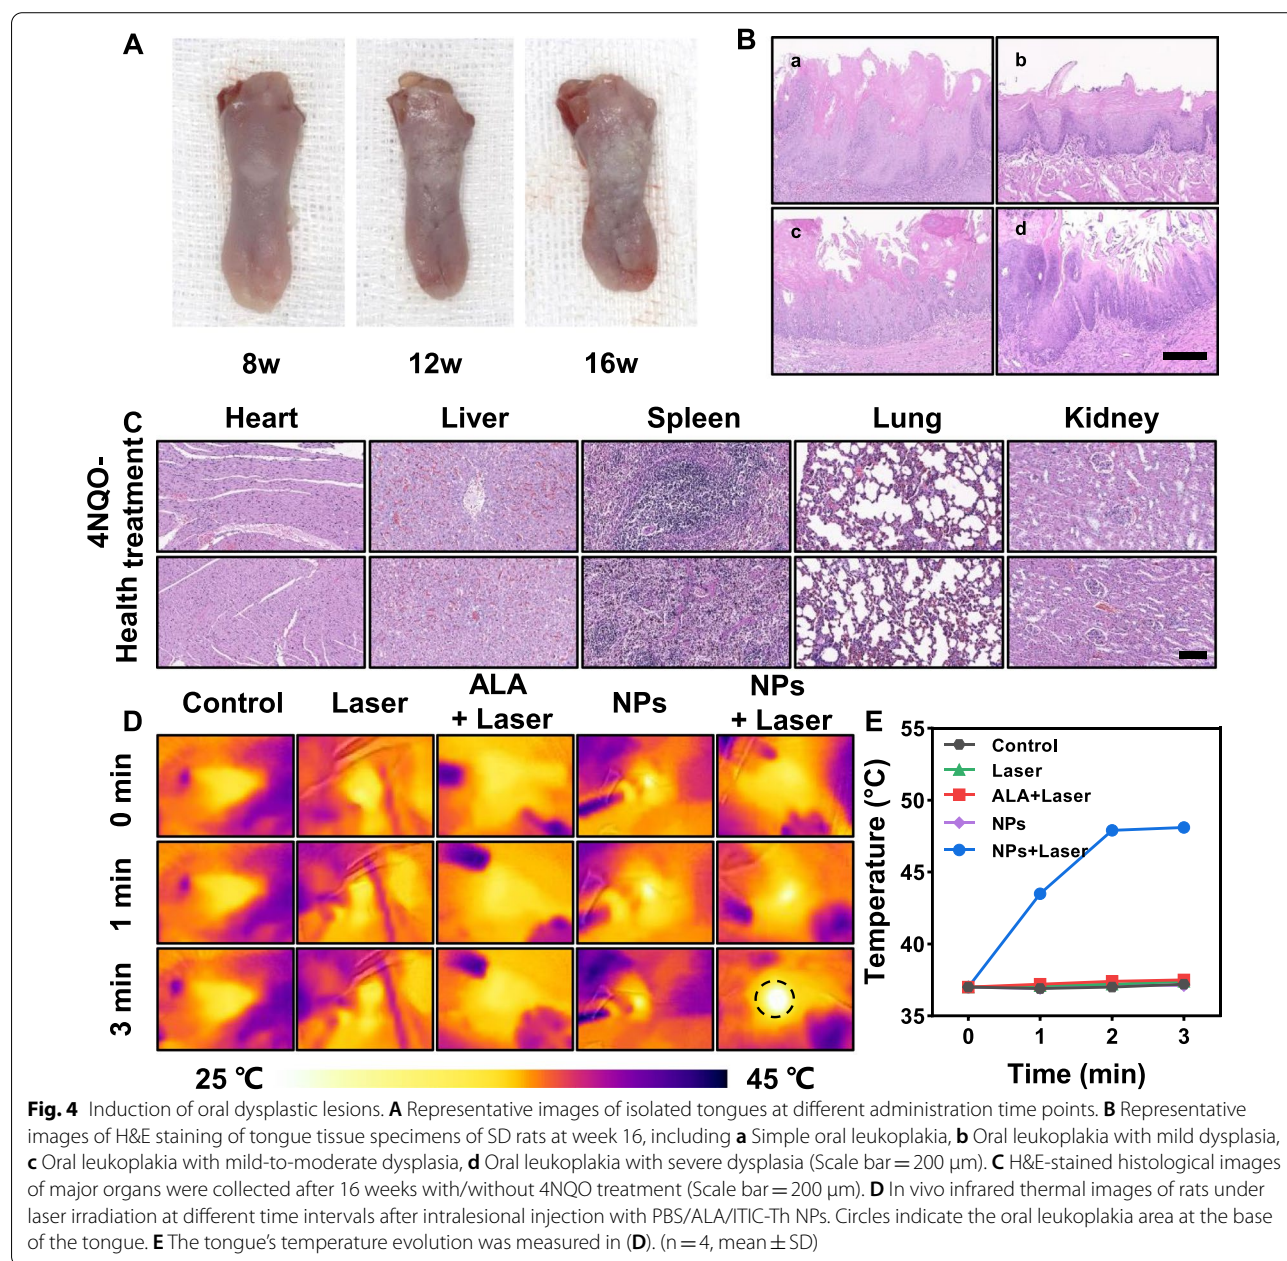 A
8w
12w
16w
B
a
b
c
d
C
Heart
Liver
Spleen
Lung
Kidney
4NQO-
treatment
Health
D
Control
Laser
ALA
+ Laser
NPs
NPs
+ Laser
0 min
1 min
3 min
25 ℃
45 ℃
E
Temperature (°C)
55
50
45
40
35
Control
Laser
ALA+Laser
NPs
NPs+Laser
0
1
2
3
Time (min)
Fig. 4 Induction of oral dysplastic lesions. A Representative images of isolated tongues at different administration time points. B Representative
images of H&E staining of tongue tissue specimens of SD rats at week 16, including a Simple oral leukoplakia, b Oral leukoplakia with mild dysplasia,
c Oral leukoplakia with mild-to-moderate dysplasia, d Oral leukoplakia with severe dysplasia (Scale bar = 200 μm). C H&E-stained histological images
of major organs were collected after 16 weeks with/without 4NQO treatment (Scale bar = 200 μm). D In vivo infrared thermal images of rats under
laser irradiation at different time intervals after intralesional injection with PBS/ALA/ITIC-Th NPs. Circles indicate the oral leukoplakia area at the base
of the tongue. E The tongue's temperature evolution was measured in (D). (n = 4, mean ± SD)